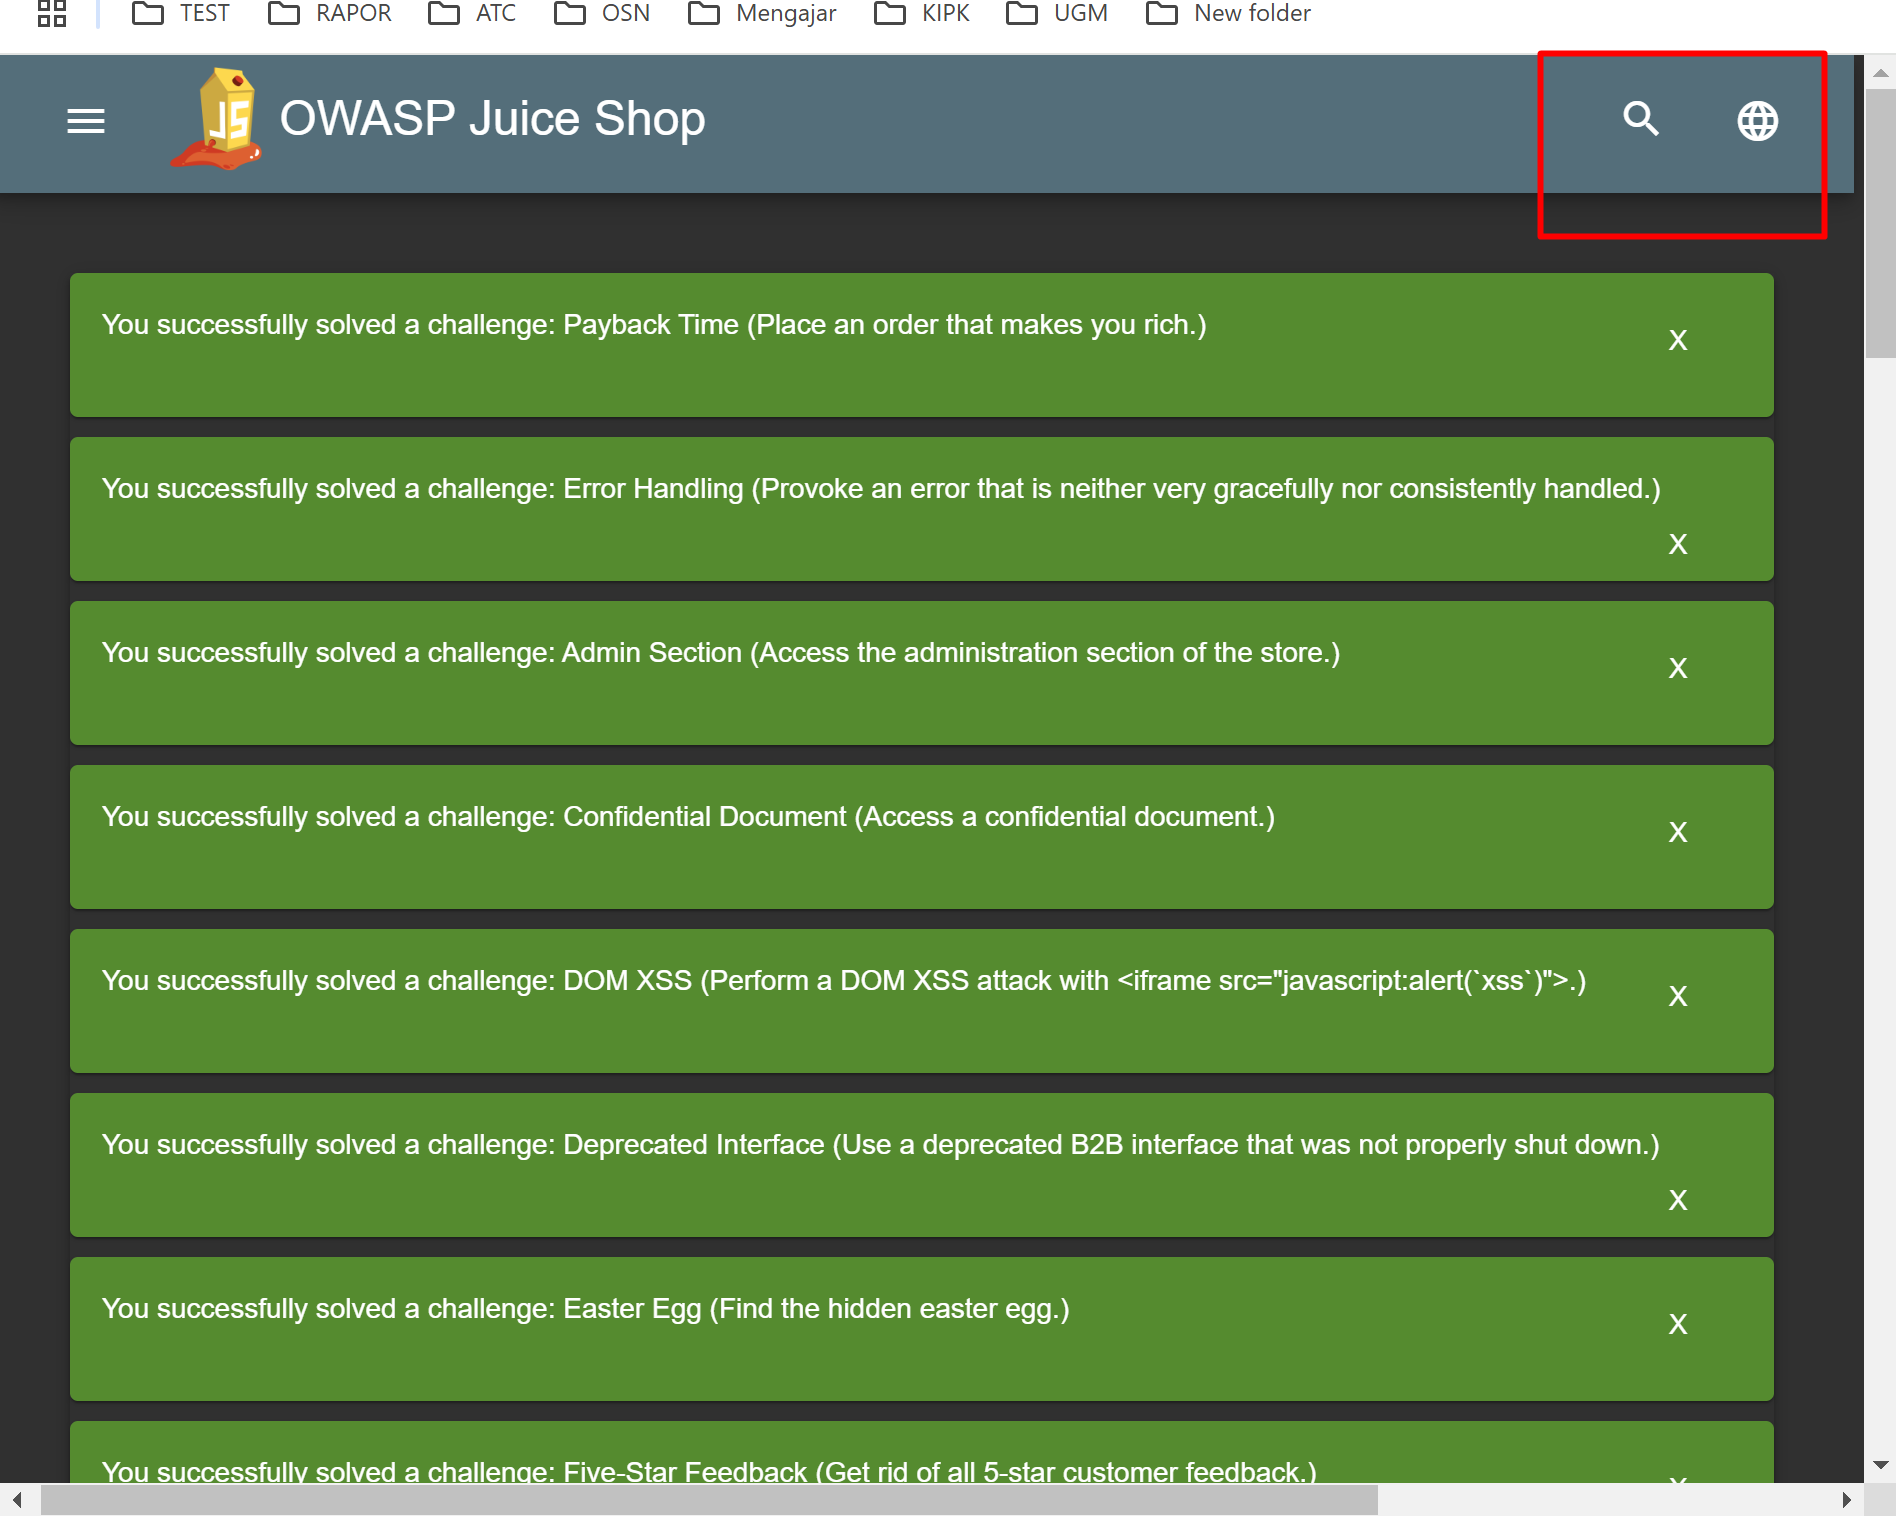 TEST RAPOR ATC OSN Mengajar KIPK UGM New folder
JS OWASP Juice Shop
You successfully solved a challenge: Payback Time (Place an order that makes you rich.)
X
You successfully solved a challenge: Error Handling (Provoke an error that is neither very gracefully nor consistently handled.)
X
You successfully solved a challenge: Admin Section (Access the administration section of the store.)
X
You successfully solved a challenge: Confidential Document (Access a confidential document.)
X
You successfully solved a challenge: DOM XSS (Perform a DOM XSS attack with <iframe src="javascript:alert(`xss`)">.)
X
You successfully solved a challenge: Deprecated Interface (Use a deprecated B2B interface that was not properly shut down.)
X
You successfully solved a challenge: Easter Egg (Find the hidden easter egg.)
X
You successfully solved a challenge: Five-Star Feedback (Get rid of all 5-star customer feedback.)
X